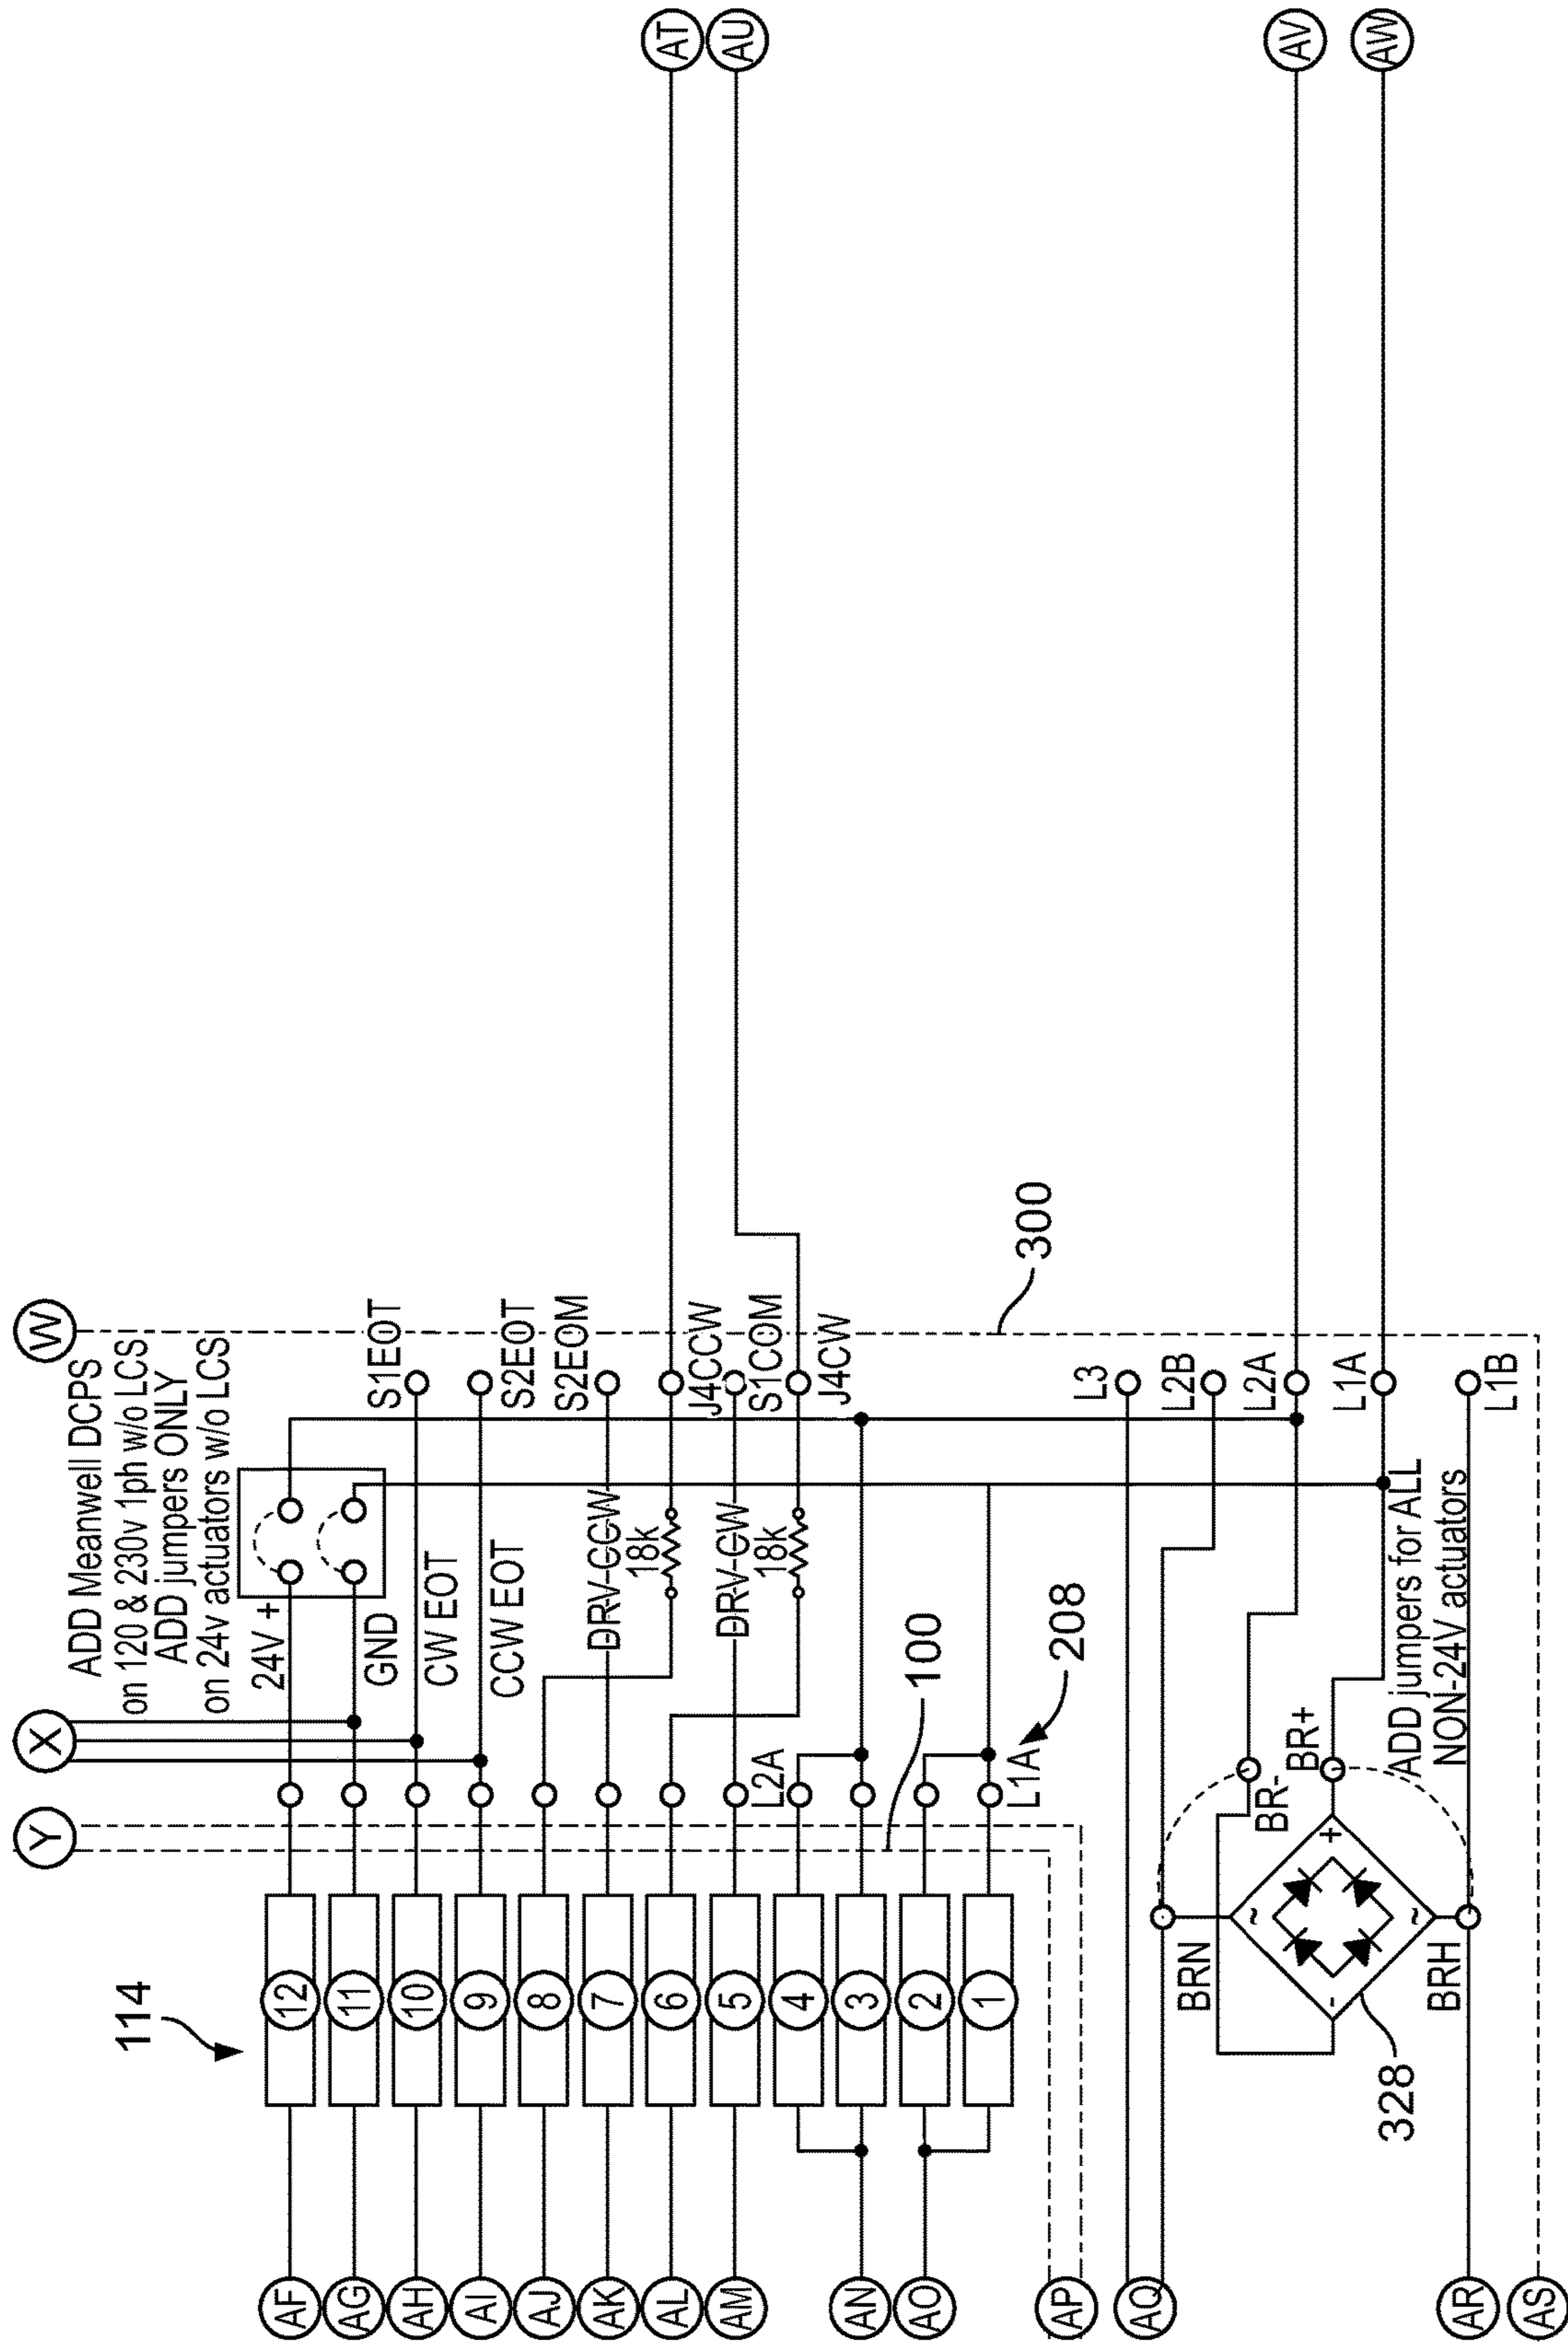 W
X
Y
ADD Meanwell DCPS
on 120 & 230v 1ph w/o LCS
ADD jumpers ONLY
on 24v actuators w/o LCS
24V +
GND
CW EOT
CCW EOT
S1EOT
S2EOT
S2EOM
DRV-CCW
18k
J4CCW
DRV-CW
S1COM
18k
J4CW
L2A
L1A
208
100
300
114
12
11
10
9
8
7
6
5
4
3
2
1
AF
AG
AH
AI
AJ
AK
AL
AM
AN
AO
AP
AQ
AR
AS
AT
AU
AV
AW
L3
L2B
L2A
L1A
L1B
BRN
BR-
BR+
BRH
~
~
+
-
328
ADD jumpers for ALL
NON-24V actuators